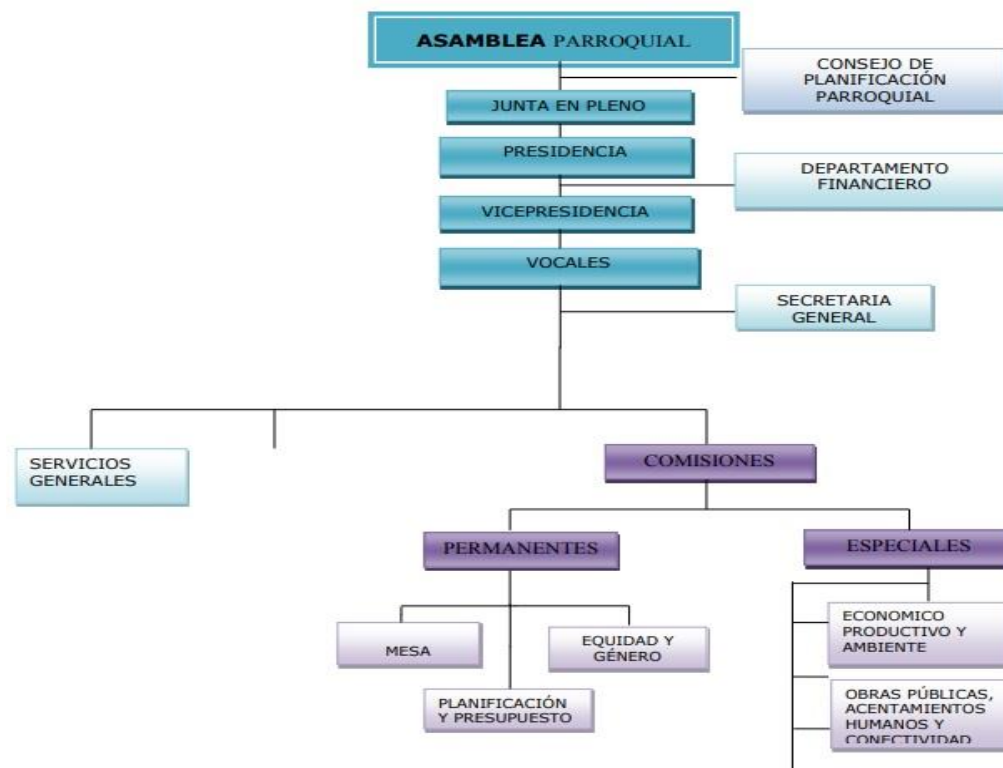 ASAMBLEA PARROQUIAL
CONSEJO DE
PLANIFICACIÓN
PARROQUIAL
JUNTA EN PLENO
PRESIDENCIA
DEPARTAMENTO
FINANCIERO
VICEPRESIDENCIA
VOCALES
SECRETARIA
GENERAL
SERVICIOS
GENERALES
COMISIONES
PERMANENTES
ESPECIALES
MESA
EQUIDAD Y
GÉNERO
PLANIFICACIÓN
Y PRESUPUESTO
ECONOMICO
PRODUCTIVO Y
AMBIENTE
OBRAS PÚBLICAS,
ACENTAMIENTOS
HUMANOS Y
CONECTIVIDAD